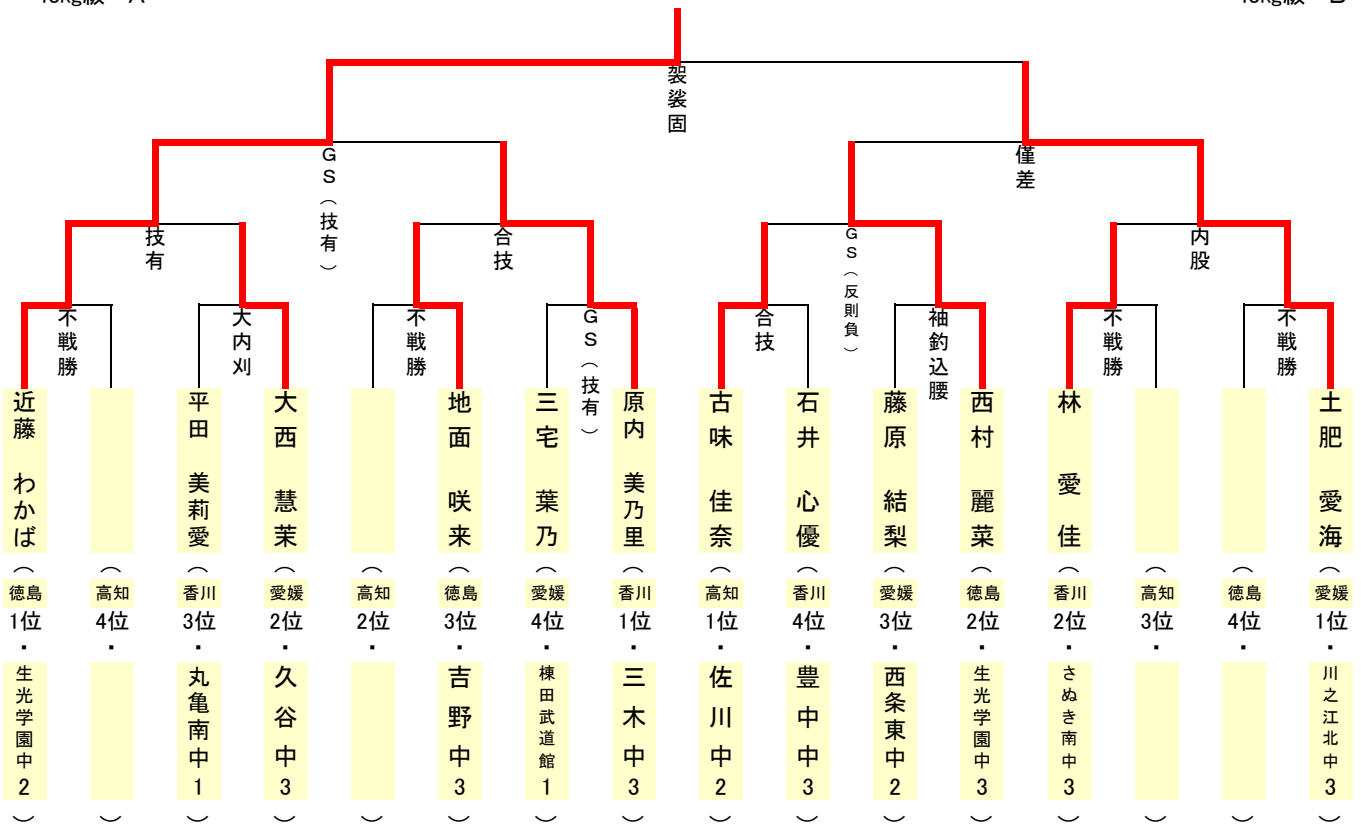 袈裟固
GS（技有）
僅差
技有
合技
GS（反則負）
内股
不戦勝
大内刈
不戦勝
GS（技有）
合技
袖釣込腰
不戦勝
不戦勝
近藤 わかば（徳島1位・生光学園中2）
（高知4位・）
平田 美莉愛（香川3位・丸亀南中1）
大西 慧茉（愛媛2位・久谷中3）
（高知2位・）
地面 咲来（徳島3位・吉野中3）
三宅 葉乃（愛媛4位・棟田武道館1）
原内 美乃里（香川1位・三木中3）
古味 佳奈（高知1位・佐川中2）
石井 心優（香川4位・豊中中3）
藤原 結梨（愛媛3位・西条東中2）
西村 麗菜（徳島2位・生光学園中3）
林 愛佳（香川2位・さぬき南中3）
（高知3位・）
（徳島4位・）
土肥 愛海（愛媛1位・川之江北中3）